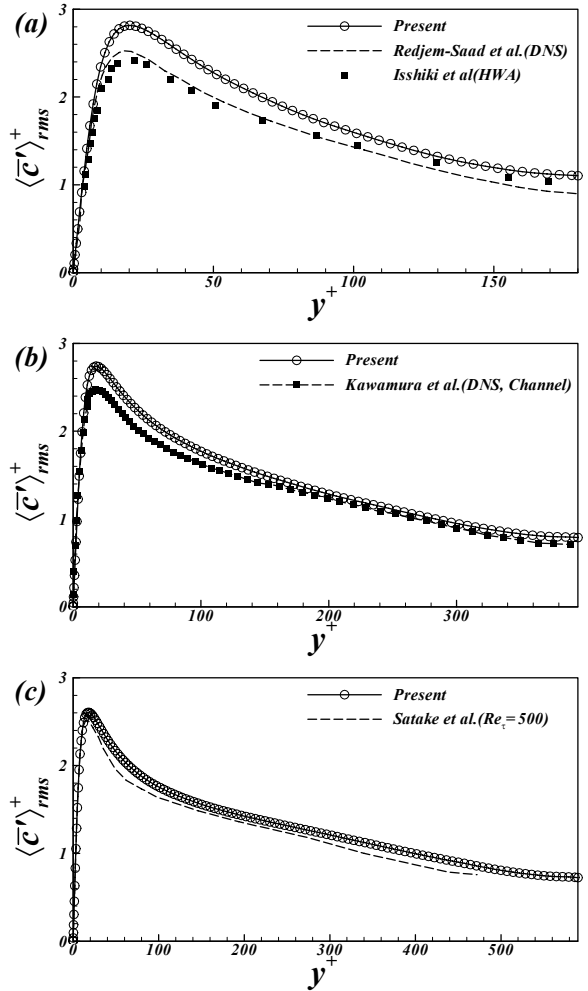 (a)
Present
Redjem-Saad et al.(DNS)
Isshiki et al(HWA)
⟨c̅′⟩⁺rms
3
2
1
0
0 50 100 150
y⁺
(b)
Present
Kawamura et al.(DNS, Channel)
⟨c̅′⟩⁺rms
3
2
1
0
0 100 200 300
y⁺
(c)
Present
Satake et al.(Reτ=500)
⟨c̅′⟩⁺rms
3
2
1
0
0 100 200 300 400 500
y⁺